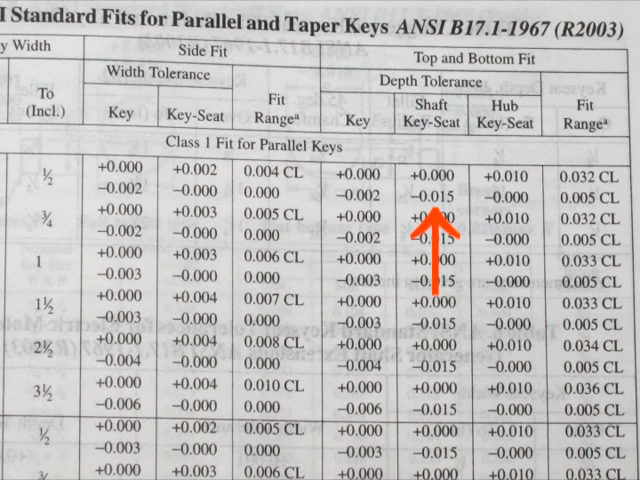 I Standard Fits for Parallel and Taper Keys ANSI B17.1-1967 (R2003)
y Width Side Fit Top and Bottom Fit
Width Tolerance Depth Tolerance
To (Incl.) Key Key-Seat Fit Rangeª Key Shaft Key-Seat Hub Key-Seat Fit Rangeª
Class 1 Fit for Parallel Keys
½ +0.000 +0.002 0.004 CL +0.000 +0.000 +0.010 0.032 CL
−0.002 −0.000 0.000 −0.002 −0.015 −0.000 0.005 CL
¾ +0.000 +0.003 0.005 CL +0.000 +0.010 0.032 CL
−0.002 −0.000 0.000 −0.002 −0.000 0.005 CL
1 +0.000 +0.003 0.006 CL +0.000 +0.010 0.033 CL
−0.003 −0.000 0.000 −0.003 −0.000 0.005 CL
1½ +0.000 +0.004 0.007 CL +0.000 +0.000 +0.010 0.033 CL
−0.003 −0.000 0.000 −0.003 −0.015 −0.000 0.005 CL
2½ +0.000 +0.004 0.008 CL +0.000 +0.000 +0.010 0.034 CL
−0.004 −0.000 0.000 −0.004 −0.015 −0.000 0.005 CL
3½ +0.000 +0.004 0.010 CL +0.000 +0.000 +0.010 0.036 CL
−0.006 −0.000 0.000 −0.006 −0.015 −0.000 0.005 CL
½ +0.000 +0.002 0.005 CL +0.000 +0.000 +0.010 0.033 CL
−0.003 −0.000 0.000 −0.003 −0.015 −0.000 0.005 CL
+0.000 +0.003 0.006 CL +0.000 +0.000 +0.010 0.033 CL